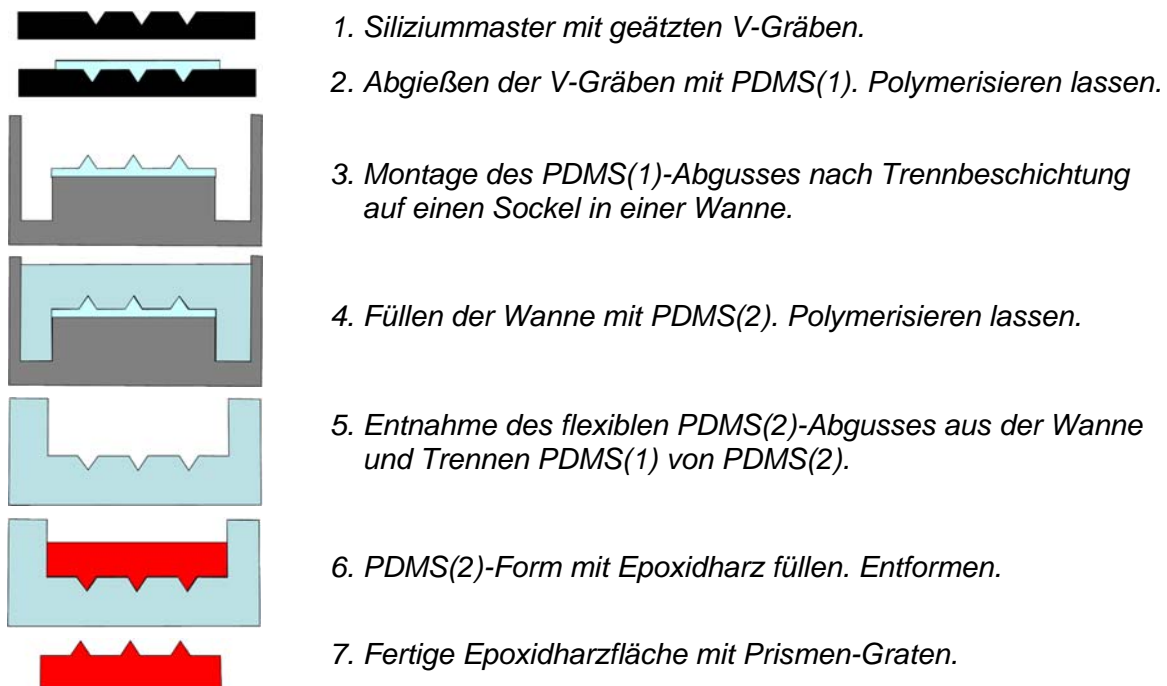 1. Siliziummaster mit geätzten V-Gräben.
2. Abgießen der V-Gräben mit PDMS(1). Polymerisieren lassen.
3. Montage des PDMS(1)-Abgusses nach Trennbeschichtung
auf einen Sockel in einer Wanne.
4. Füllen der Wanne mit PDMS(2). Polymerisieren lassen.
5. Entnahme des flexiblen PDMS(2)-Abgusses aus der Wanne
und Trennen PDMS(1) von PDMS(2).
6. PDMS(2)-Form mit Epoxidharz füllen. Entformen.
7. Fertige Epoxidharzfläche mit Prismen-Graten.